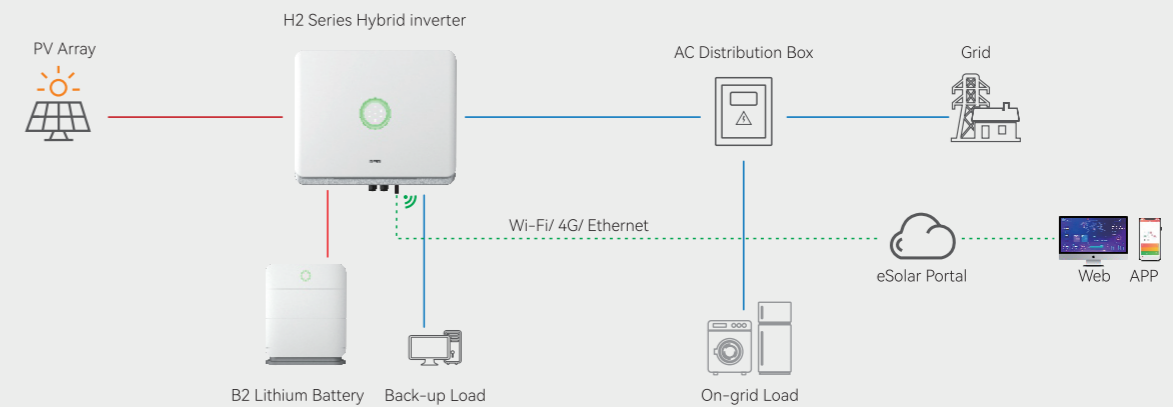 H2 Series Hybrid inverter
PV Array
AC Distribution Box
Grid
Wi-Fi/ 4G/ Ethernet
eSolar Portal
Web
APP
B2 Lithium Battery
Back-up Load
On-grid Load